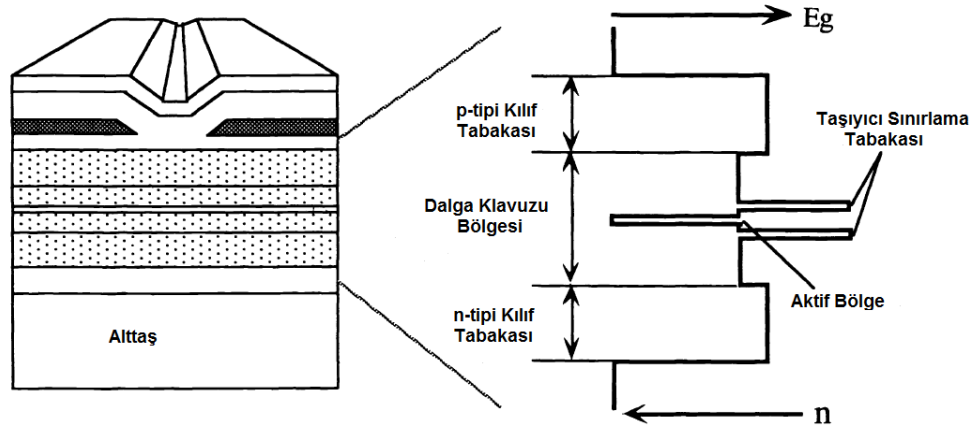 Eg
p-tipi Kılıf
Tabakası
Taşıyıcı Sınırlama
Tabakası
Dalga Klavuzu
Bölgesi
Aktif Bölge
n-tipi Kılıf
Tabakası
Alttaş
n